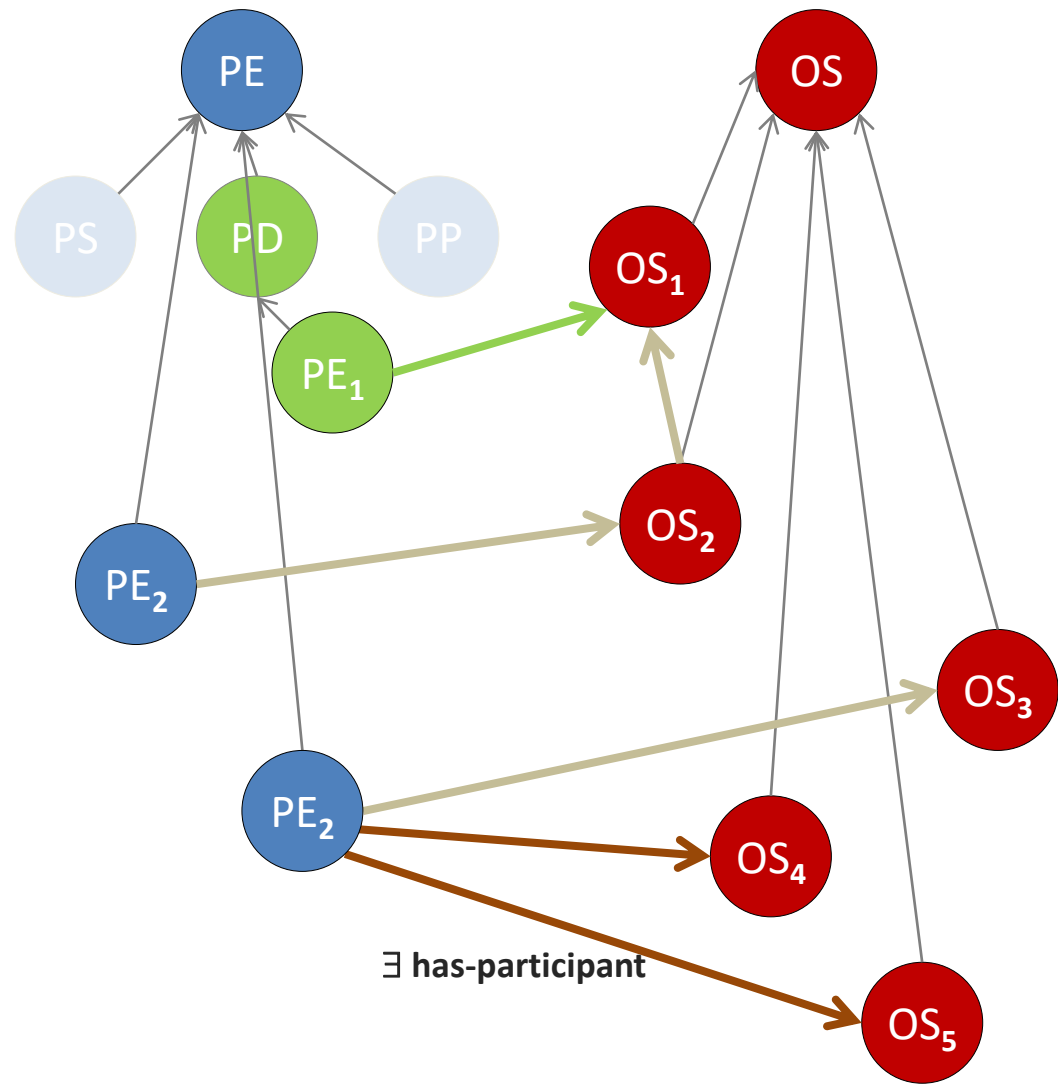 PE
OS
PS
PD
PP
OS₁
PE₁
OS₂
PE₂
OS₃
PE₂
OS₄
∃ has-participant
OS₅